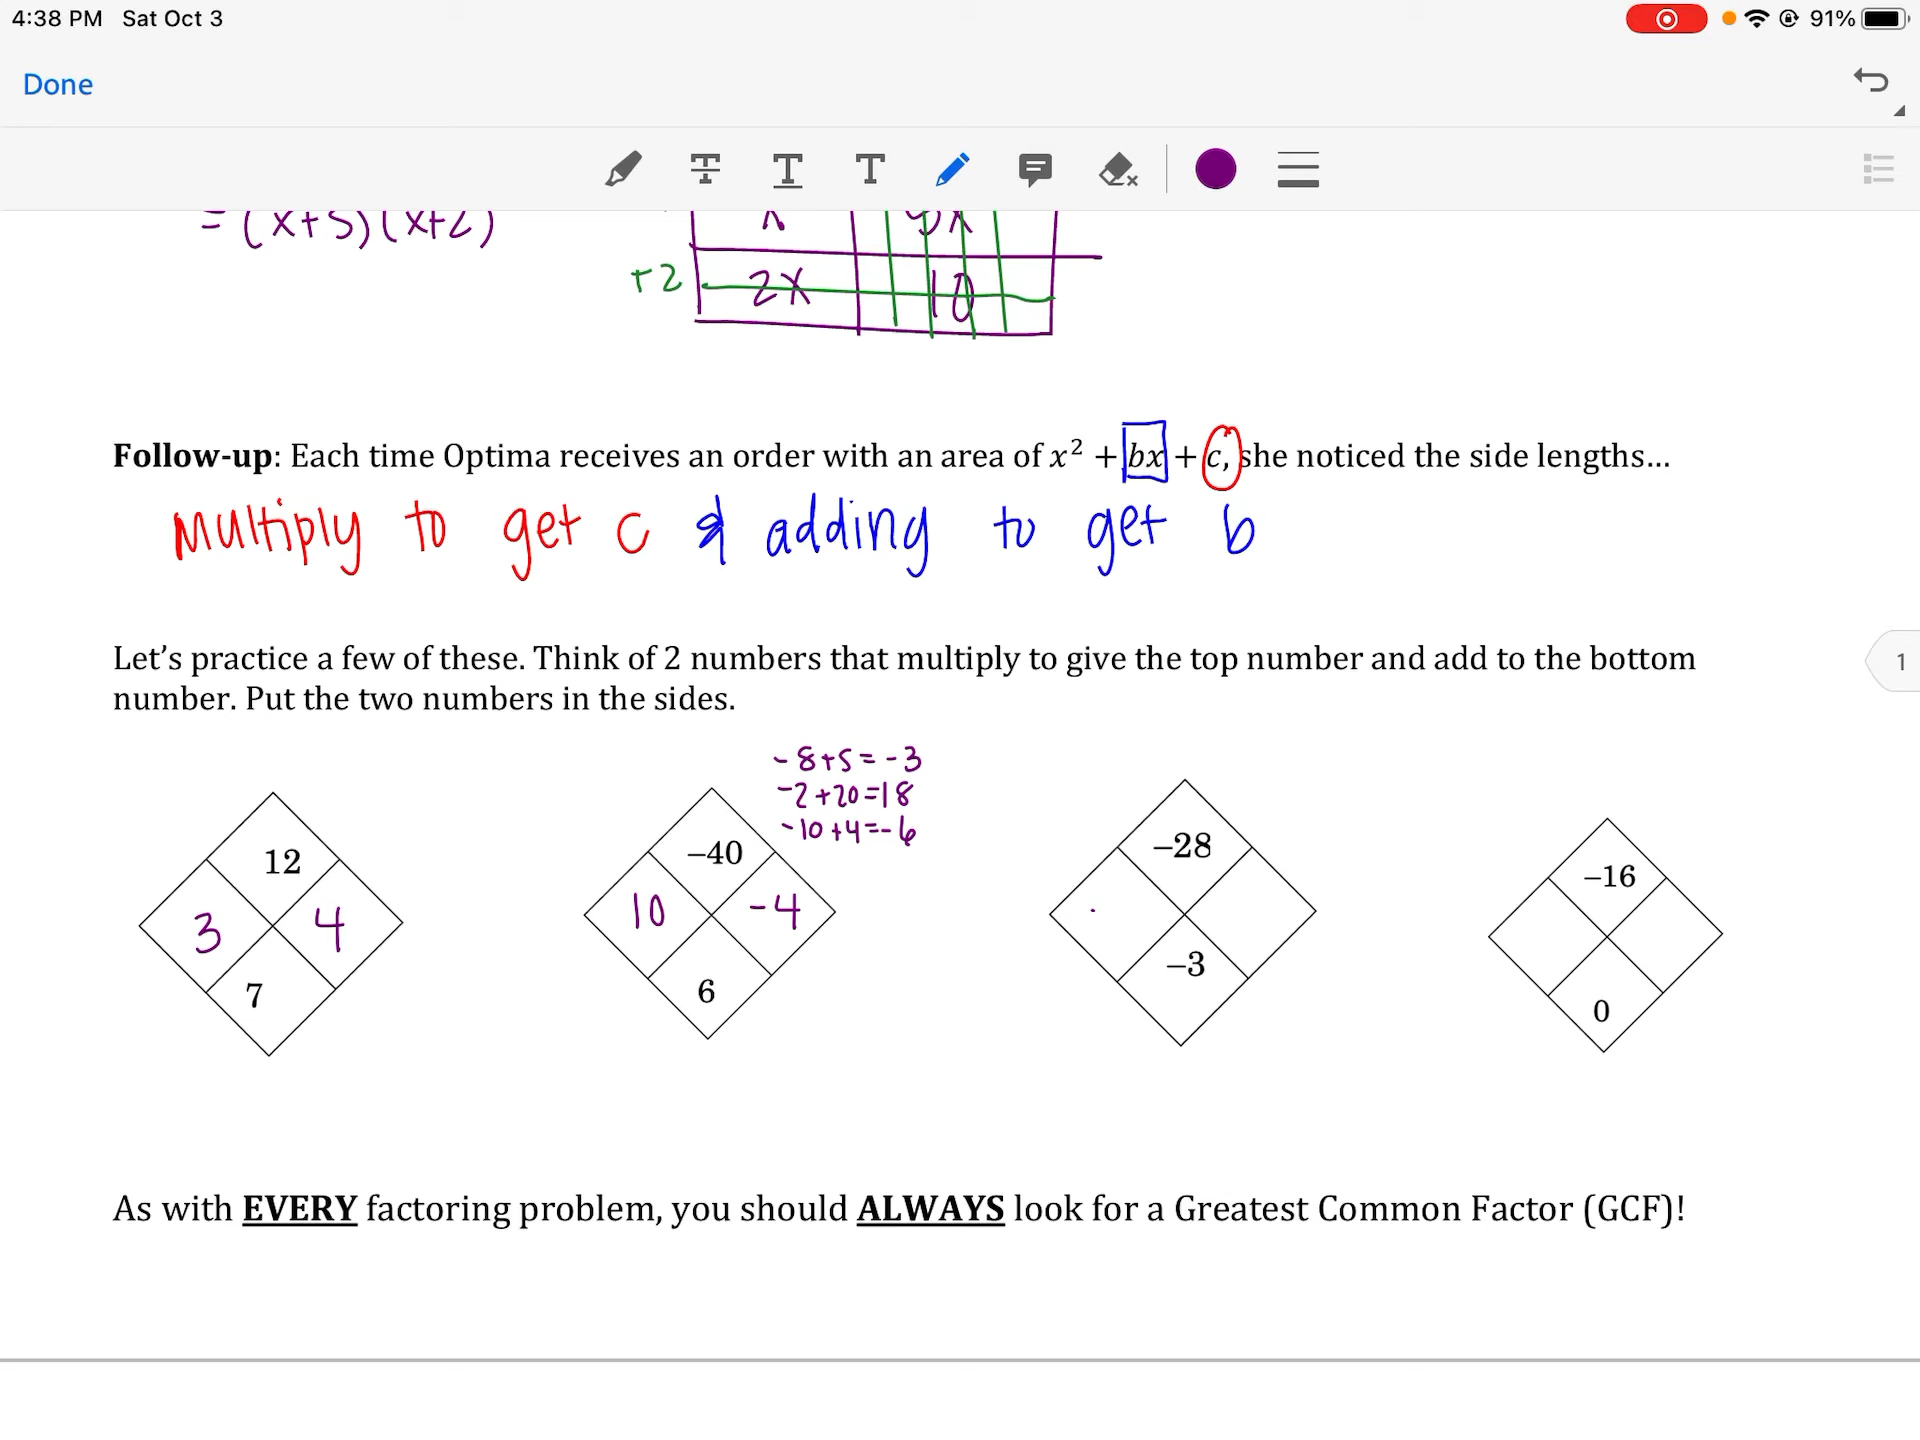 4:38 PM Sat Oct 3
91%
Done
T T T
= (x+5)(x+2)
x 5x
+2 2x 10
Follow-up: Each time Optima receives an order with an area of x² + bx + c, she noticed the side lengths...
Multiply to get c & adding to get b
Let's practice a few of these. Think of 2 numbers that multiply to give the top number and add to the bottom
number. Put the two numbers in the sides.
1
-8+5=-3
-2+20=18
-10+4=-6
12
3 4
7
−40
10 -4
6
−28
−3
−16
0
As with EVERY factoring problem, you should ALWAYS look for a Greatest Common Factor (GCF)!